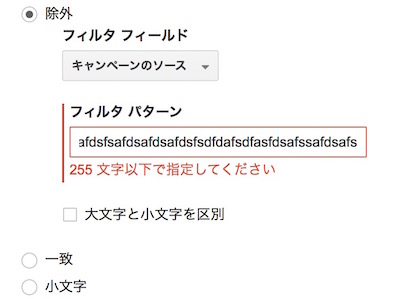 除外
フィルタ フィールド
キャンペーンのソース
フィルタ パターン
afdsfsafdsafdsafdsfsdfdafsdfasfdsafssafdsafs
255 文字以下で指定してください
大文字と小文字を区別
一致
小文字